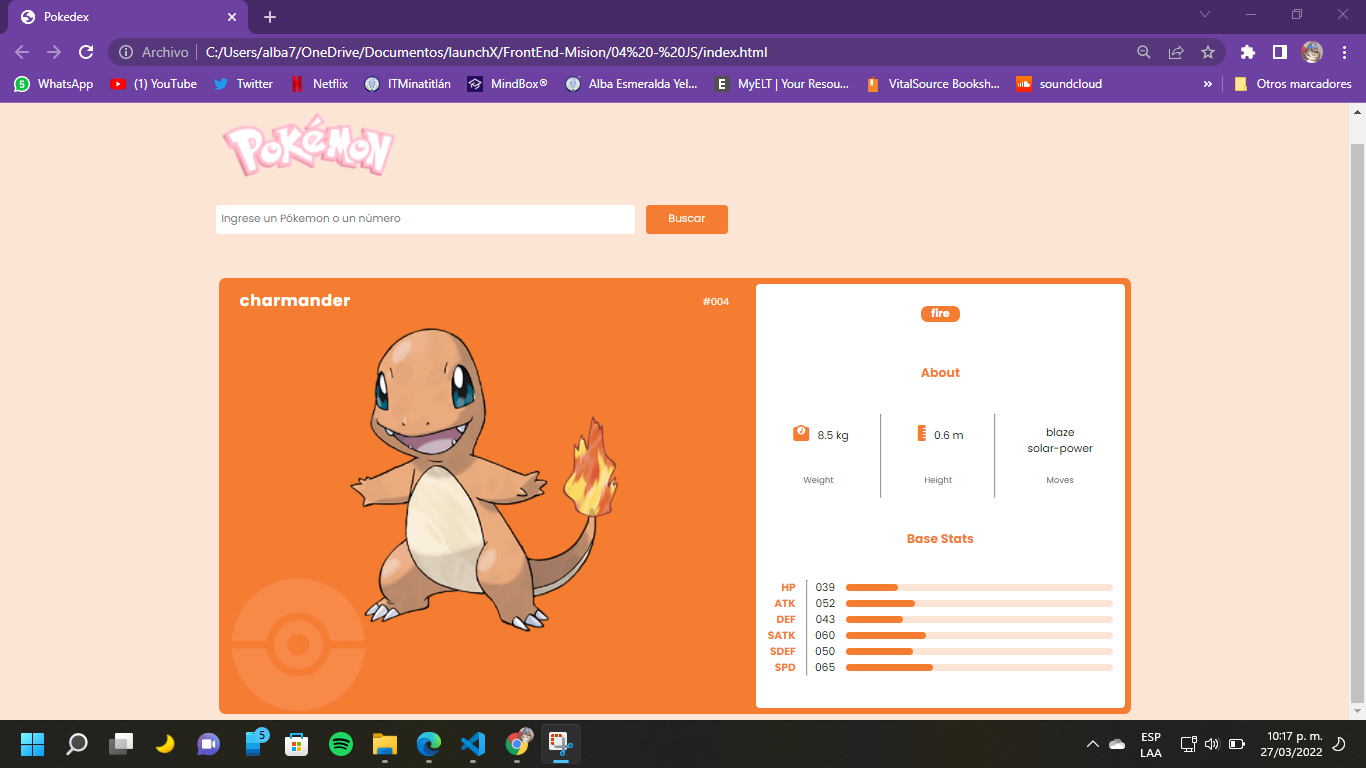 Pokedex
Archivo C:/Users/alba7/OneDrive/Documentos/launchX/FrontEnd-Mision/04%20-%20JS/index.html
5 WhatsApp (1) YouTube Twitter Netflix ITMinatitlán MindBox® Alba Esmeralda Yel... E MyELT | Your Resou... VitalSource Booksh... soundcloud » Otros marcadores
POKéMON
Ingrese un Pókemon o un número Buscar
charmander #004
fire
About
8.5 kg 0.6 m blaze
solar-power
Weight Height Moves
Base Stats
HP 039
ATK 052
DEF 043
SATK 060
SDEF 050
SPD 065
5
ESP 10:17 p. m.
LAA 27/03/2022